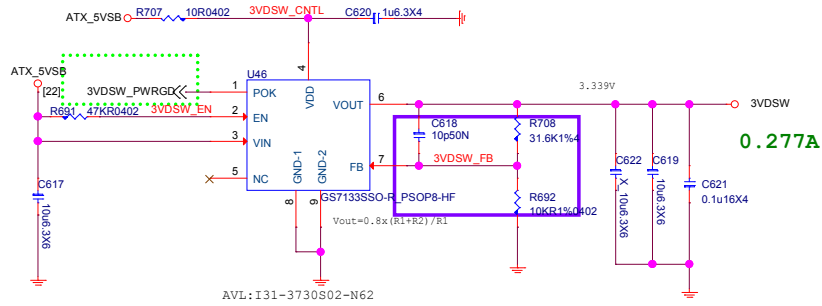 ATX_5VSB R707 10R0402 3VDSW_CNTL C620 1u6.3X4
ATX_5VSB
[22] 3VDSW_PWRGD
R691 47KR0402 3VDSW_EN
U46
1 POK
2 EN
3 VIN
5 NC
4 VDD
VOUT 6
FB 7
GND-1 8
GND-2 9
GS7133SSO-R_PSOP8-HF
C617
10u6.3X6
C618
10p50N
3VDSW_FB
R708
31.6K1%4
R692
10KR1%0402
Vout=0.8x(R1+R2)/R1
3.339V
3VDSW
0.277A
C622
X_10u6.3X6
C619
10u6.3X6
C621
0.1u16X4
AVL:I31-3730S02-N62